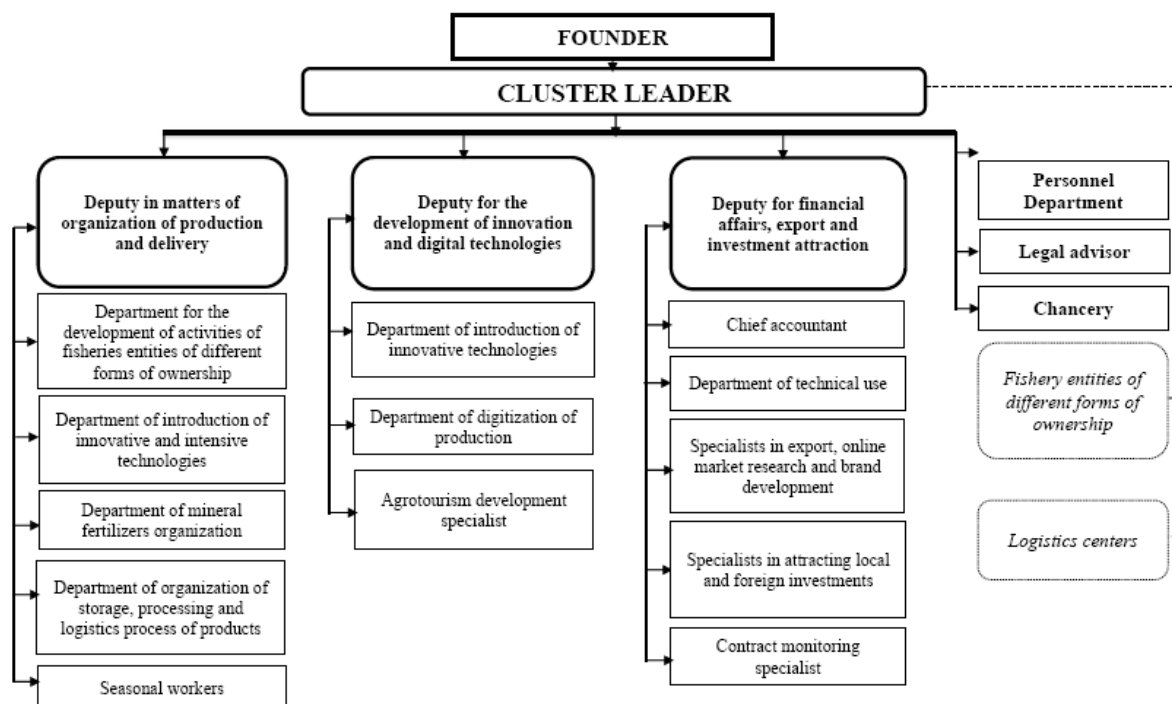 FOUNDER
CLUSTER LEADER
Deputy in matters of
organization of production
and delivery
Department for the
development of activities of
fisheries entities of different
forms of ownership
Department of introduction of
innovative and intensive
technologies
Department of mineral
fertilizers organization
Department of organization of
storage, processing and
logistics process of products
Seasonal workers
Deputy for the
development of innovation
and digital technologies
Department of introduction of
innovative technologies
Department of digitization of
production
Agrotourism development
specialist
Deputy for financial
affairs, export and
investment attraction
Chief accountant
Department of technical use
Specialists in export, online
market research and brand
development
Specialists in attracting local
and foreign investments
Contract monitoring
specialist
Personnel
Department
Legal advisor
Chancery
Fishery entities of
different forms of
ownership
Logistics centers